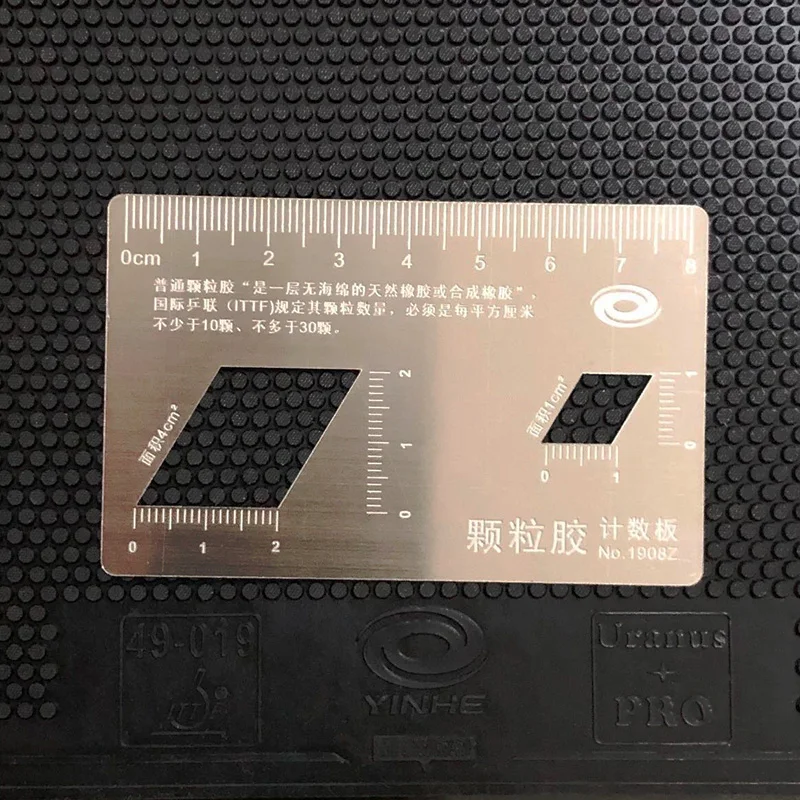 0cm 1 2 3 4 5 6 7 8
普通颗粒胶“是一层无海绵的天然橡胶或合成橡胶”、
国际乒联（ITTF)规定其颗粒数量，必须是每平方厘米
不少于10颗、不多于30颗。
面积4cm²
2
1
0
0 1 2
面积1cm²
1
0
0 1
颗粒胶 计数板
No.1908Z
49-019
ITTF
YINHE
Uranus
+
PRO